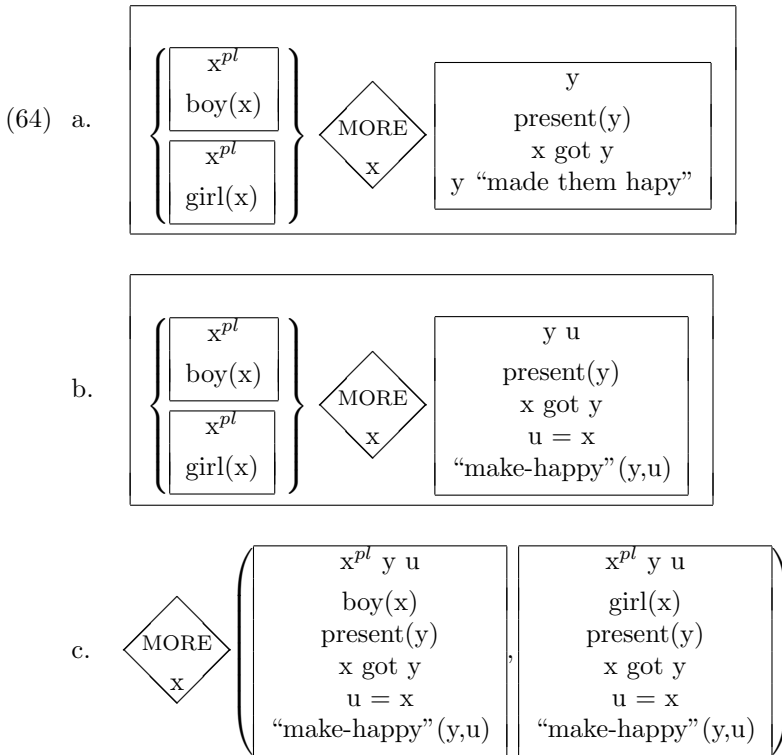 (64) a.
x^pl
boy(x)
x^pl
girl(x)
MORE
x
y
present(y)
x got y
y “made them hapy”
b.
x^pl
boy(x)
x^pl
girl(x)
MORE
x
y u
present(y)
x got y
u = x
“make-happy”(y,u)
c.
MORE
x
x^pl y u
boy(x)
present(y)
x got y
u = x
“make-happy”(y,u)
,
x^pl y u
girl(x)
present(y)
x got y
u = x
“make-happy”(y,u)